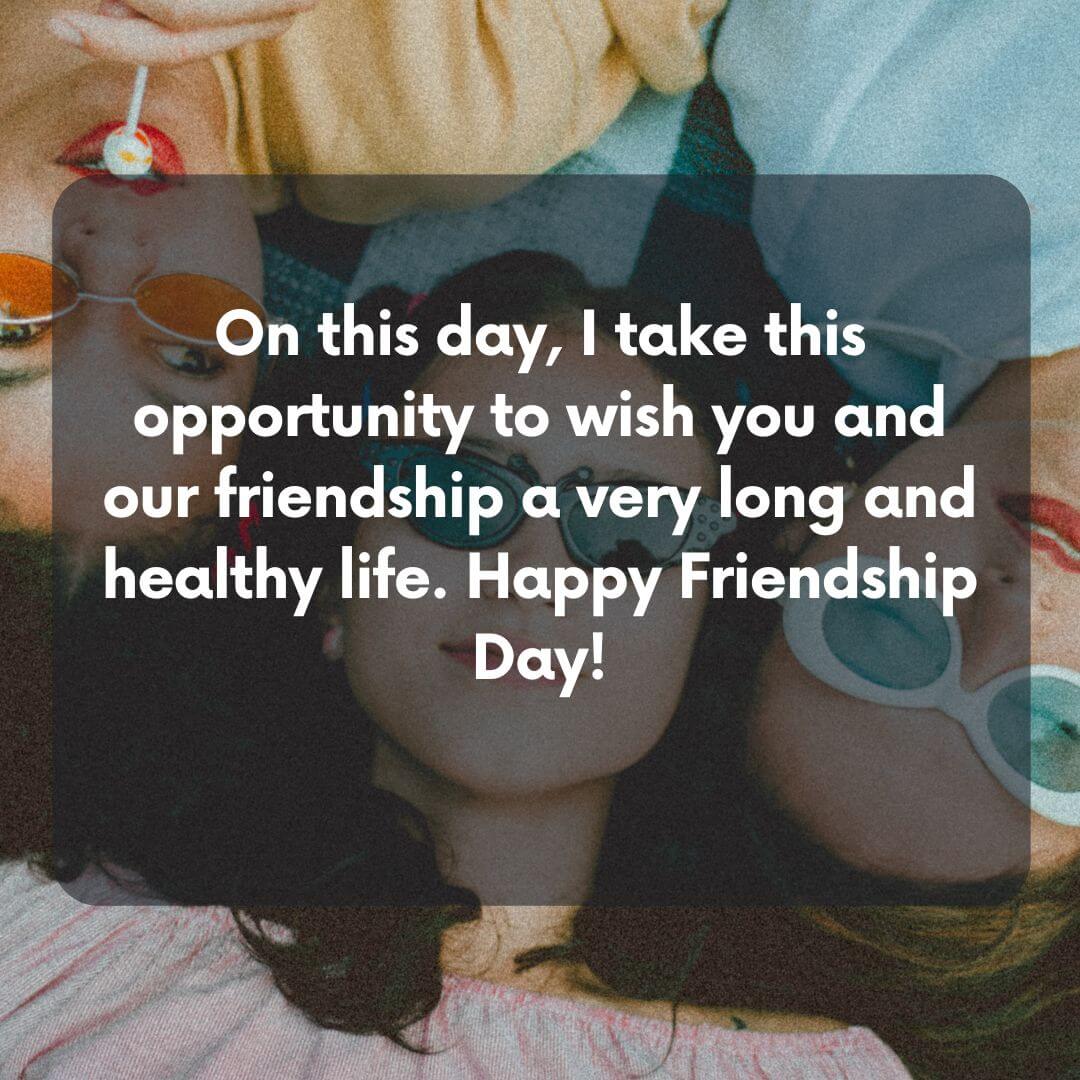 On this day, I take this
opportunity to wish you and
our friendship a very long and
healthy life. Happy Friendship
Day!